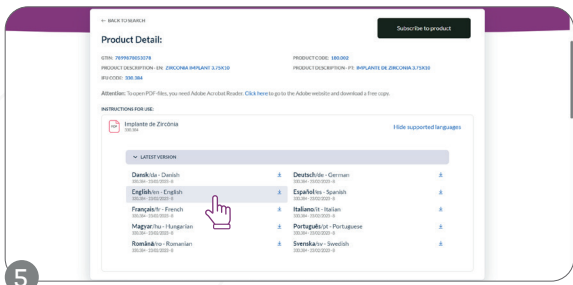 ← BACK TO SEARCH
Subscribe to product
Product Detail:
GTIN: 7899878033278
PRODUCT CODE: 180.002
PRODUCT DESCRIPTION - EN: ZIRCONIA IMPLANT 3.75X10
PRODUCT DESCRIPTION - PT: IMPLANTE DE ZIRCONIA 3.75X10
IFU CODE: 330.384
Attention: To open PDF-files, you need Adobe Acrobat Reader. Click here to go to the Adobe website and download a free copy.
INSTRUCTIONS FOR USE:
PDF
Implante de Zircônia
330.384
Hide supported languages
LATEST VERSION
Dansk/da - Danish
Deutsch/de - German
English/en - English
Español/es - Spanish
Français/fr - French
Italiano/it - Italian
Magyar/hu - Hungarian
Português/pt - Portuguese
Română/ro - Romanian
Svenska/sv - Swedish
5